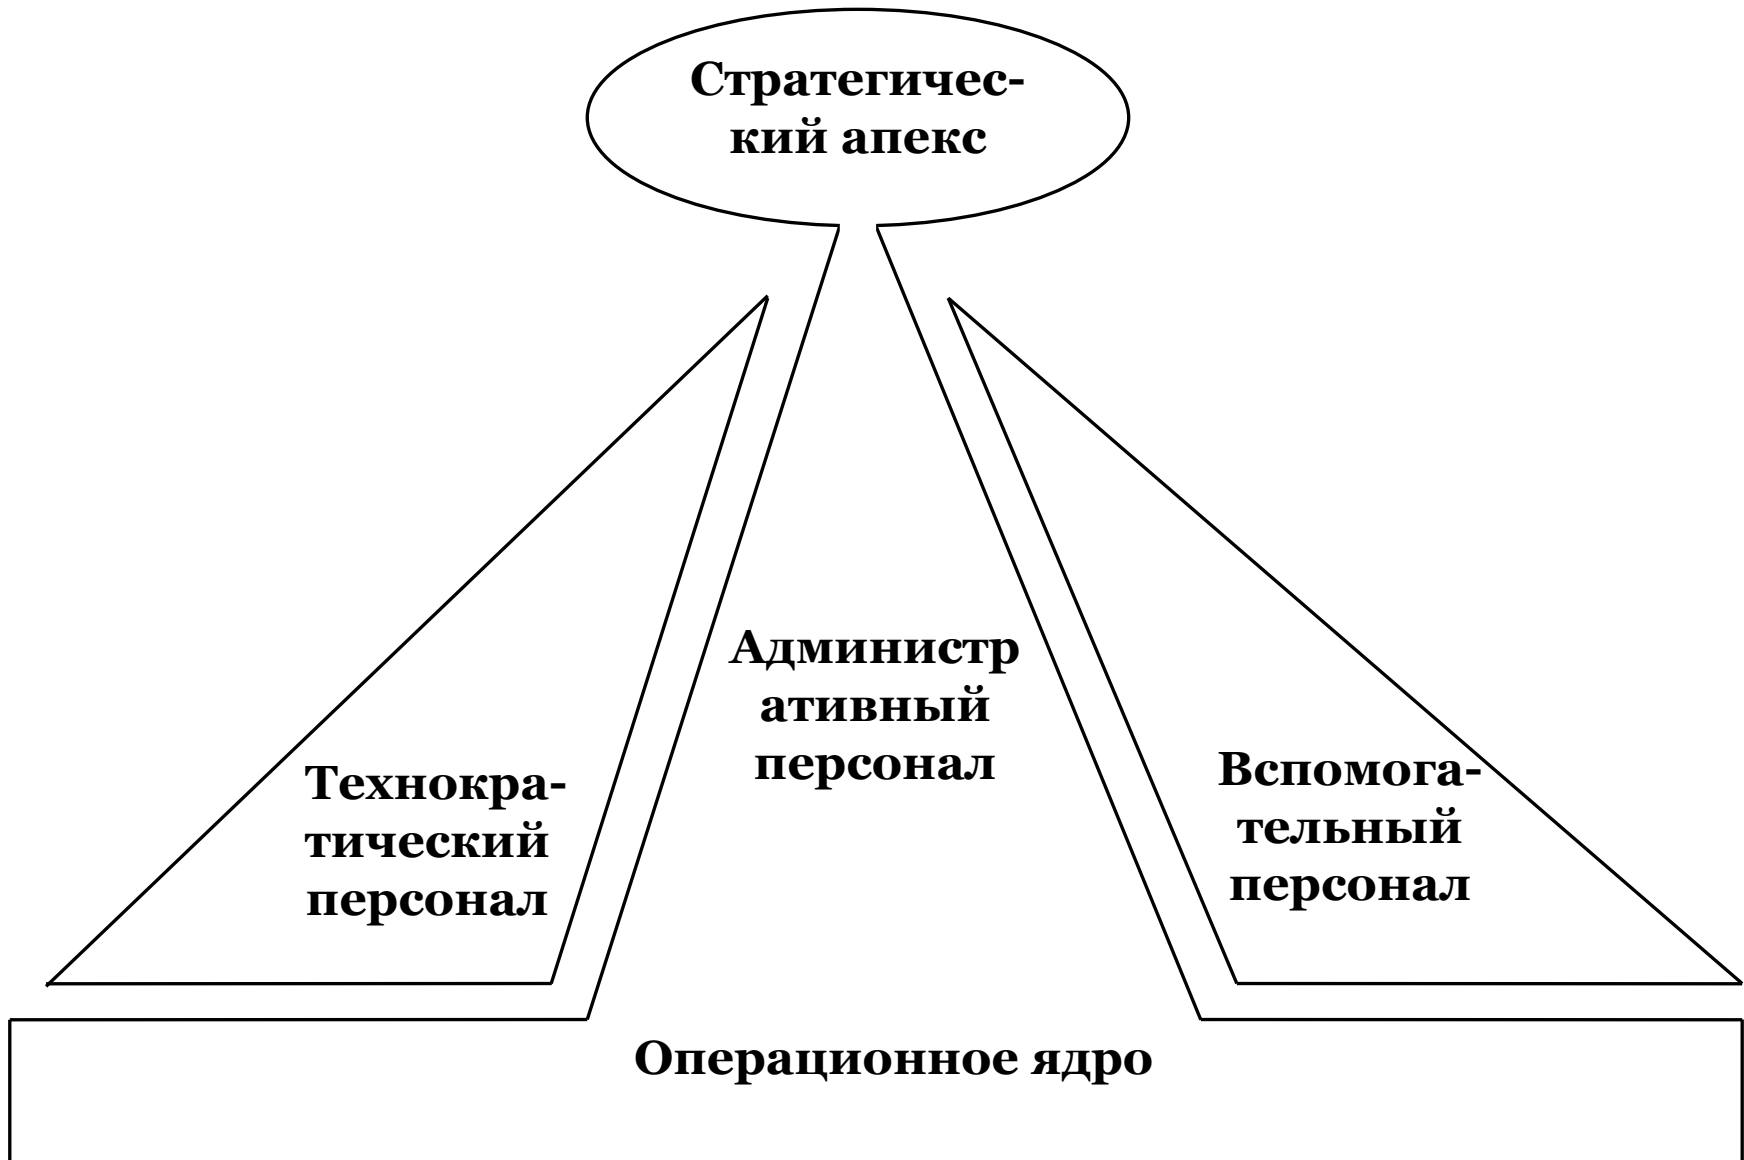 Стратегичес-
кий апекс
Администр
ативный
персонал
Технокра-
тический
персонал
Вспомога-
тельный
персонал
Операционное ядро